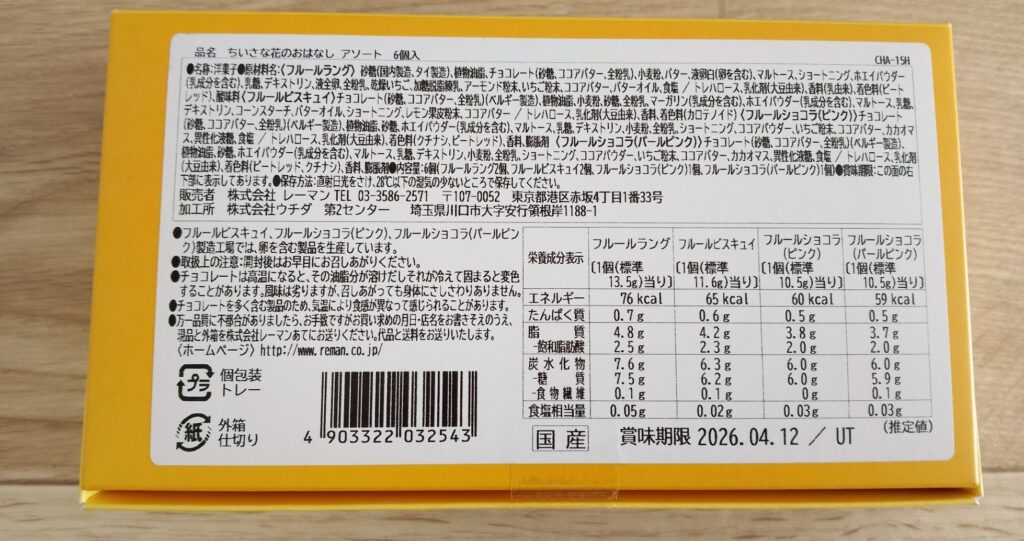 品名 ちいさな花のおはなし アソート 6個入
CHA-15H
●名称:洋菓子●原材料名:〈フルールラング〉砂糖(国内製造、タイ製造)、植物油脂、チョコレート(砂糖、ココアバター、全粉乳)、小麦粉、バター、液卵白(卵を含む)、マルトース、ショートニング、ホエイパウダー
(乳成分を含む)、乳糖、デキストリン、液全卵、全粉乳、乾燥いちご、加糖脱脂練乳、アーモンド粉末、いちご粉末、ココアバター、バターオイル、食塩 / トレハロース、乳化剤(大豆由来)、香料(乳由来)、着色料(ビート
レッド)、酸味料〈フルールビスキュイ〉チョコレート(砂糖、ココアバター、全粉乳)(ベルギー製造)、植物油脂、小麦粉、砂糖、全粉乳、マーガリン(乳成分を含む)、ホエイパウダー(乳成分を含む)、マルトース、乳糖、
デキストリン、コーンスターチ、バターオイル、ショートニング、レモン果皮粉末、ココアバター / トレハロース、乳化剤(大豆由来)、香料、着色料(カロテノイド)〈フルールショコラ(ピンク)〉チョコレート
(砂糖、ココアバター、全粉乳)(ベルギー製造)、植物油脂、砂糖、ホエイパウダー(乳成分を含む)、マルトース、乳糖、デキストリン、小麦粉、全粉乳、ショートニング、ココアパウダー、いちご粉末、ココアバター、カカオマ
ス、異性化液糖、食塩 / トレハロース、乳化剤(大豆由来)、着色料(クチナシ、ビートレッド)、香料、膨脹剤〈フルールショコラ(パールピンク)〉チョコレート(砂糖、ココアバター、全粉乳)(ベルギー製造)、
植物油脂、砂糖、ホエイパウダー(乳成分を含む)、マルトース、乳糖、デキストリン、小麦粉、全粉乳、ショートニング、ココアパウダー、いちご粉末、ココアバター、カカオマス、異性化液糖、食塩 / トレハロース、乳化剤
(大豆由来)、着色料(ビートレッド、クチナシ)、香料、膨脹剤●内容量:6個(フルールラング2個、フルールビスキュイ2個、フルールショコラ(ピンク)1個、フルールショコラ(パールピンク)1個)●賞味期限:この面の右
下部に表示してあります。●保存方法:直射日光をさけ、28℃以下の湿気の少ないところで保存してください。
販売者 株式会社 レーマン TEL 03-3586-2571 〒107-0052 東京都港区赤坂4丁目1番33号
加工所 株式会社ウチダ 第2センター 埼玉県川口市大字安行領根岸1188-1
●フルールビスキュイ、フルールショコラ(ピンク)、フルールショコラ(パールピン
ク)製造工場では、卵を含む製品を生産しています。
●取扱上の注意:開封後はお早目にお召しあがりください。
●チョコレートは高温になると、その油脂分が溶けだしそれが冷えて固まると変色
することがあります。風味は劣りますが、召しあがっても身体にさしさわりありません。
●チョコレートを多く含む製品のため、気温により食感が異なって感じられることがあります。
●万一品質に不都合がありましたら、お手数ですがお買い求めの月日・店名をお書きそえのうえ、
現品と外箱を株式会社レーマンあてにお送りください。代品と送料をお送りいたします。
〈ホームページ〉http://www.reman.co.jp/
プラ 個包装
トレー
紙 外箱
仕切り
4 903322 032543
栄養成分表示 フルールラング フルールビスキュイ フルールショコラ フルールショコラ
(ピンク) (パールピンク)
[1個(標準 [1個(標準 [1個(標準 [1個(標準
13.5g)当り] 11.6g)当り] 10.5g)当り] 10.5g)当り]
エネルギー 76 kcal 65 kcal 60 kcal 59 kcal
たんぱく質 0.7 g 0.6 g 0.5 g 0.5 g
脂質 4.8 g 4.2 g 3.8 g 3.7 g
-飽和脂肪酸 2.5 g 2.3 g 2.0 g 2.0 g
炭水化物 7.6 g 6.3 g 6.0 g 6.0 g
-糖質 7.5 g 6.2 g 6.0 g 5.9 g
-食物繊維 0.1 g 0.1 g 0 g 0.1 g
食塩相当量 0.05 g 0.02 g 0.03 g 0.03 g
(推定値)
国産 賞味期限 2026.04.12 / UT